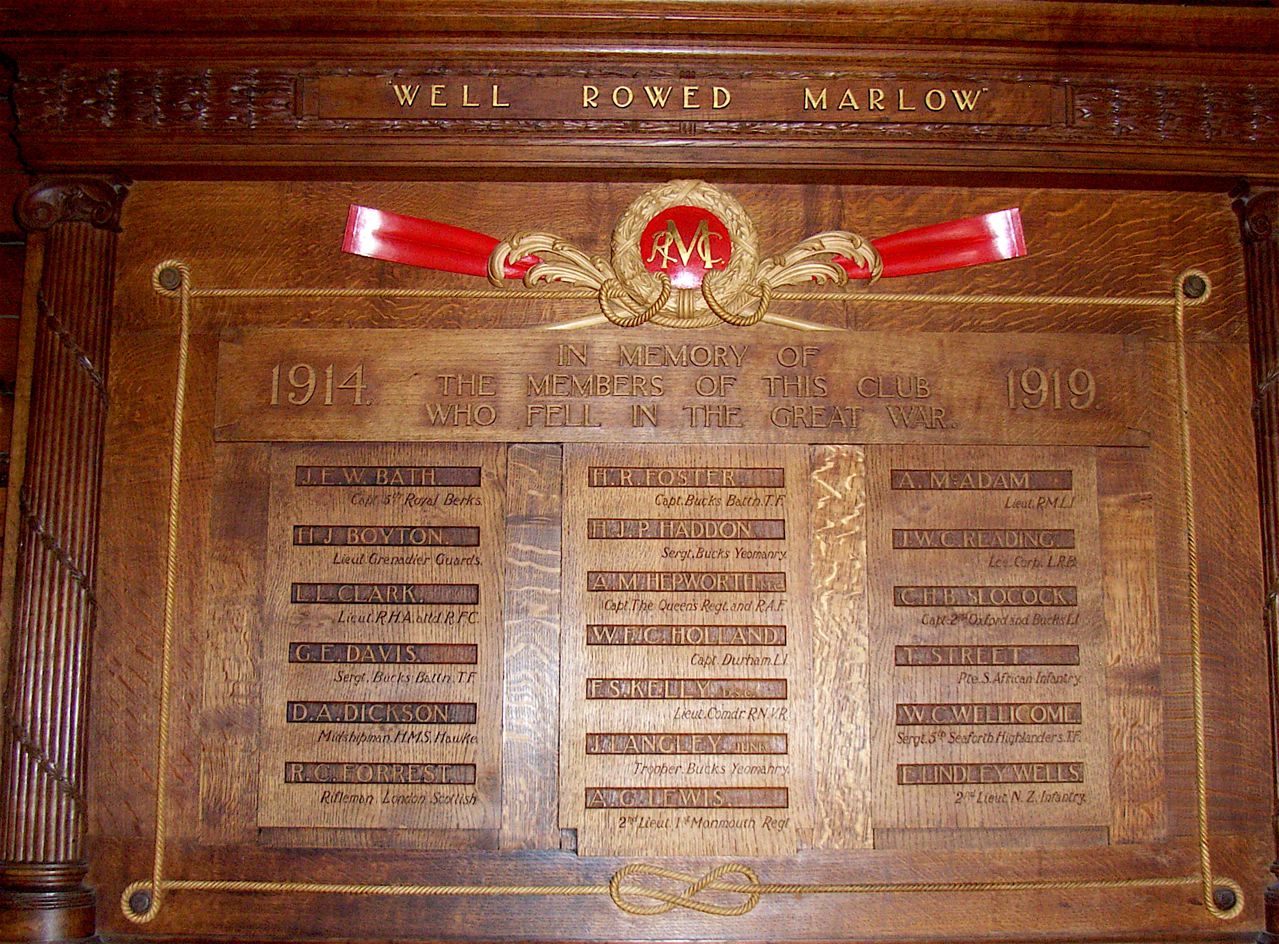 "WELL ROWED MARLOW"
RMC
IN MEMORY OF
1914. THE MEMBERS OF THIS CLUB 1919.
WHO FELL IN THE GREAT WAR.
J.E.W. BATH.
Capt. 5th Royal Berks.
H.J. BOYTON.
Lieut. Grenadier Guards.
L.L. CLARK.
Lieut. R.H.A. attd. R.F.C.
G.E. DAVIS.
Sergt. Bucks Battn. T.F.
D.A. DICKSON.
Midshipman. H.M.S. Hawke
R.C. FORREST.
Rifleman London Scottish
H.R. FOSTER.
Capt. Bucks Battn. T.F.
H.J.P. HADDON.
Sergt. Bucks Yeomanry.
A.M. HEPWORTH. M.C.
Capt. The Queen's Regt. and R.A.F.
W.F.C. HOLLAND.
Capt. Durham. L.I.
F.S. KELLY. D.S.C.
Lieut. Comdr. R.N.V.R.
J. LANGLEY JUNR.
Trooper Bucks Yeomanry.
A.G. LEWIS.
2nd Lieut. 1st Monmouth Regt.
A. Mc ADAM
Lieut. R.M.L.I.
J.W.C. READING.
Lce. Corp. L.R.B.
C.H.B. SLOCOCK.
Capt. 2nd Oxford and Bucks L.I.
T. STREET
Pte. S. African Infantry.
W.C. WELLICOME.
Sergt. 5th Seaforth Highlanders. T.F.
E. LINDLEY WELLS.
2nd Lieut. N.Z. Infantry.